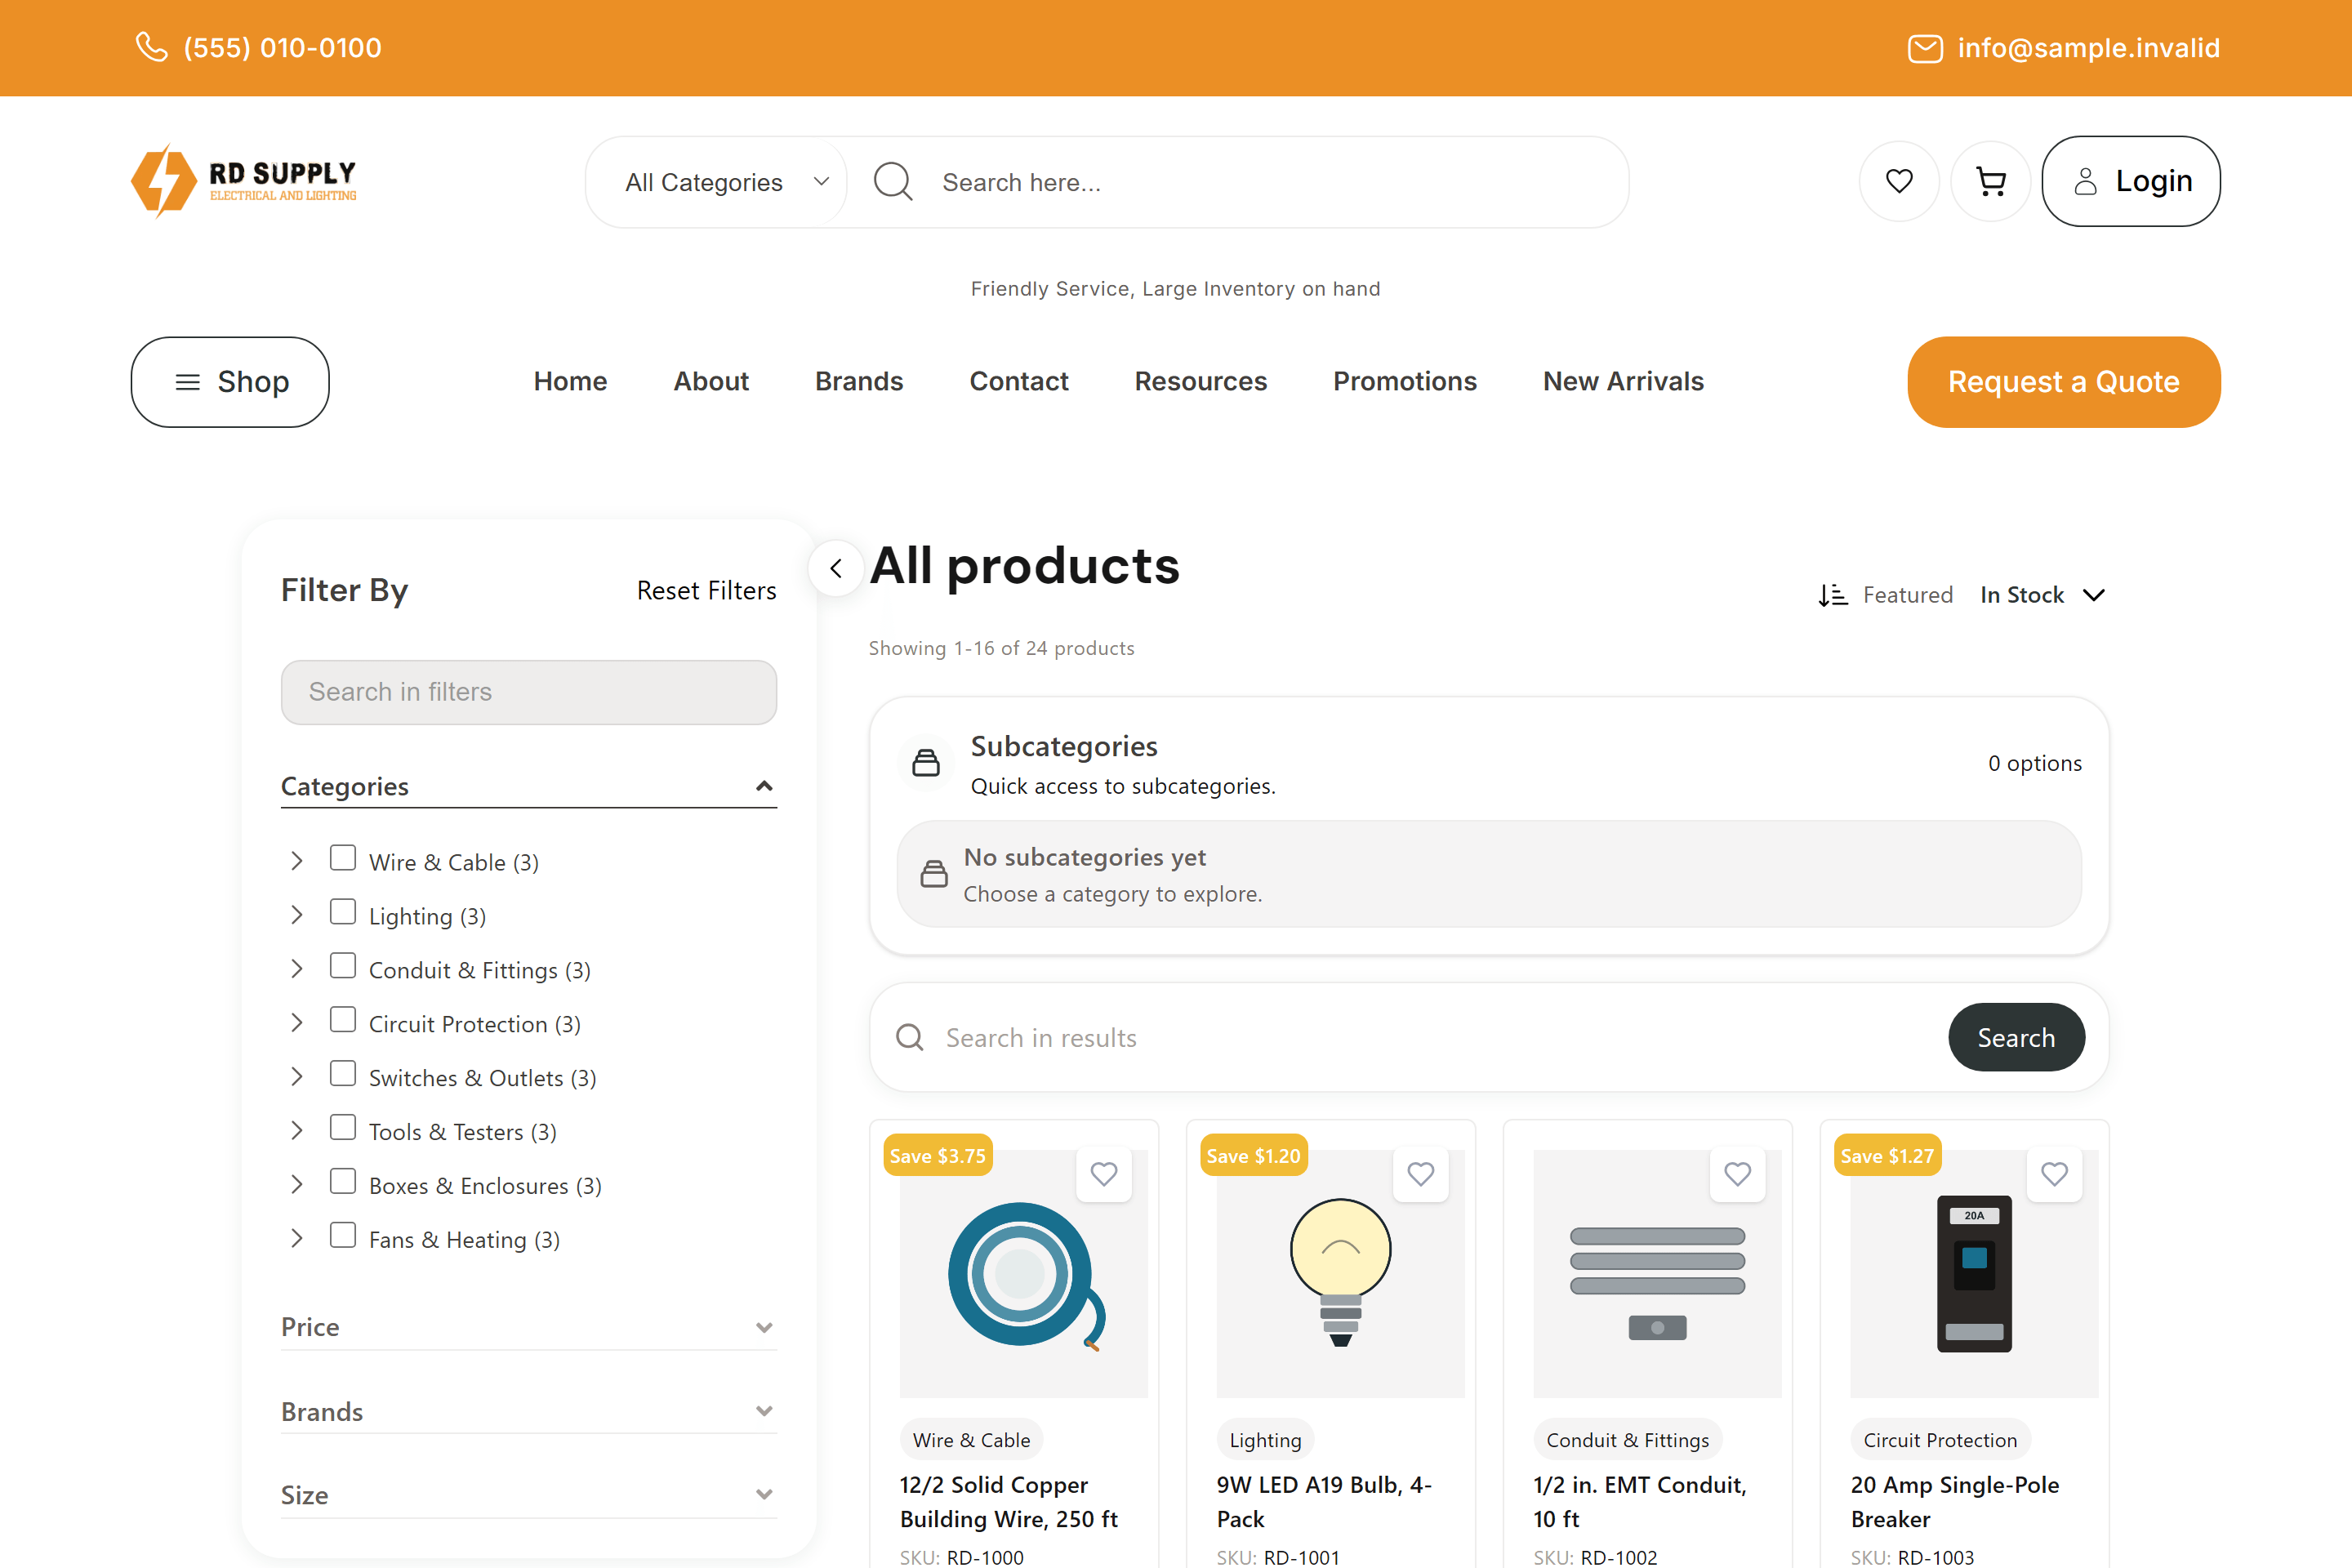 (555) 010-0100
info@sample.invalid
RD SUPPLY
ELECTRICAL AND LIGHTING
All Categories
Search here...
Login
Friendly Service, Large Inventory on hand
Shop
Home
About
Brands
Contact
Resources
Promotions
New Arrivals
Request a Quote
Filter By
Reset Filters
Search in filters
Categories
Wire & Cable (3)
Lighting (3)
Conduit & Fittings (3)
Circuit Protection (3)
Switches & Outlets (3)
Tools & Testers (3)
Boxes & Enclosures (3)
Fans & Heating (3)
Price
Brands
Size
All products
Featured In Stock
Showing 1-16 of 24 products
Subcategories
Quick access to subcategories.
0 options
No subcategories yet
Choose a category to explore.
Search in results
Search
Save $3.75
Wire & Cable
12/2 Solid Copper
Building Wire, 250 ft
SKU: RD-1000
Save $1.20
Lighting
9W LED A19 Bulb, 4-
Pack
SKU: RD-1001
Conduit & Fittings
1/2 in. EMT Conduit,
10 ft
SKU: RD-1002
Save $1.27
20A
Circuit Protection
20 Amp Single-Pole
Breaker
SKU: RD-1003